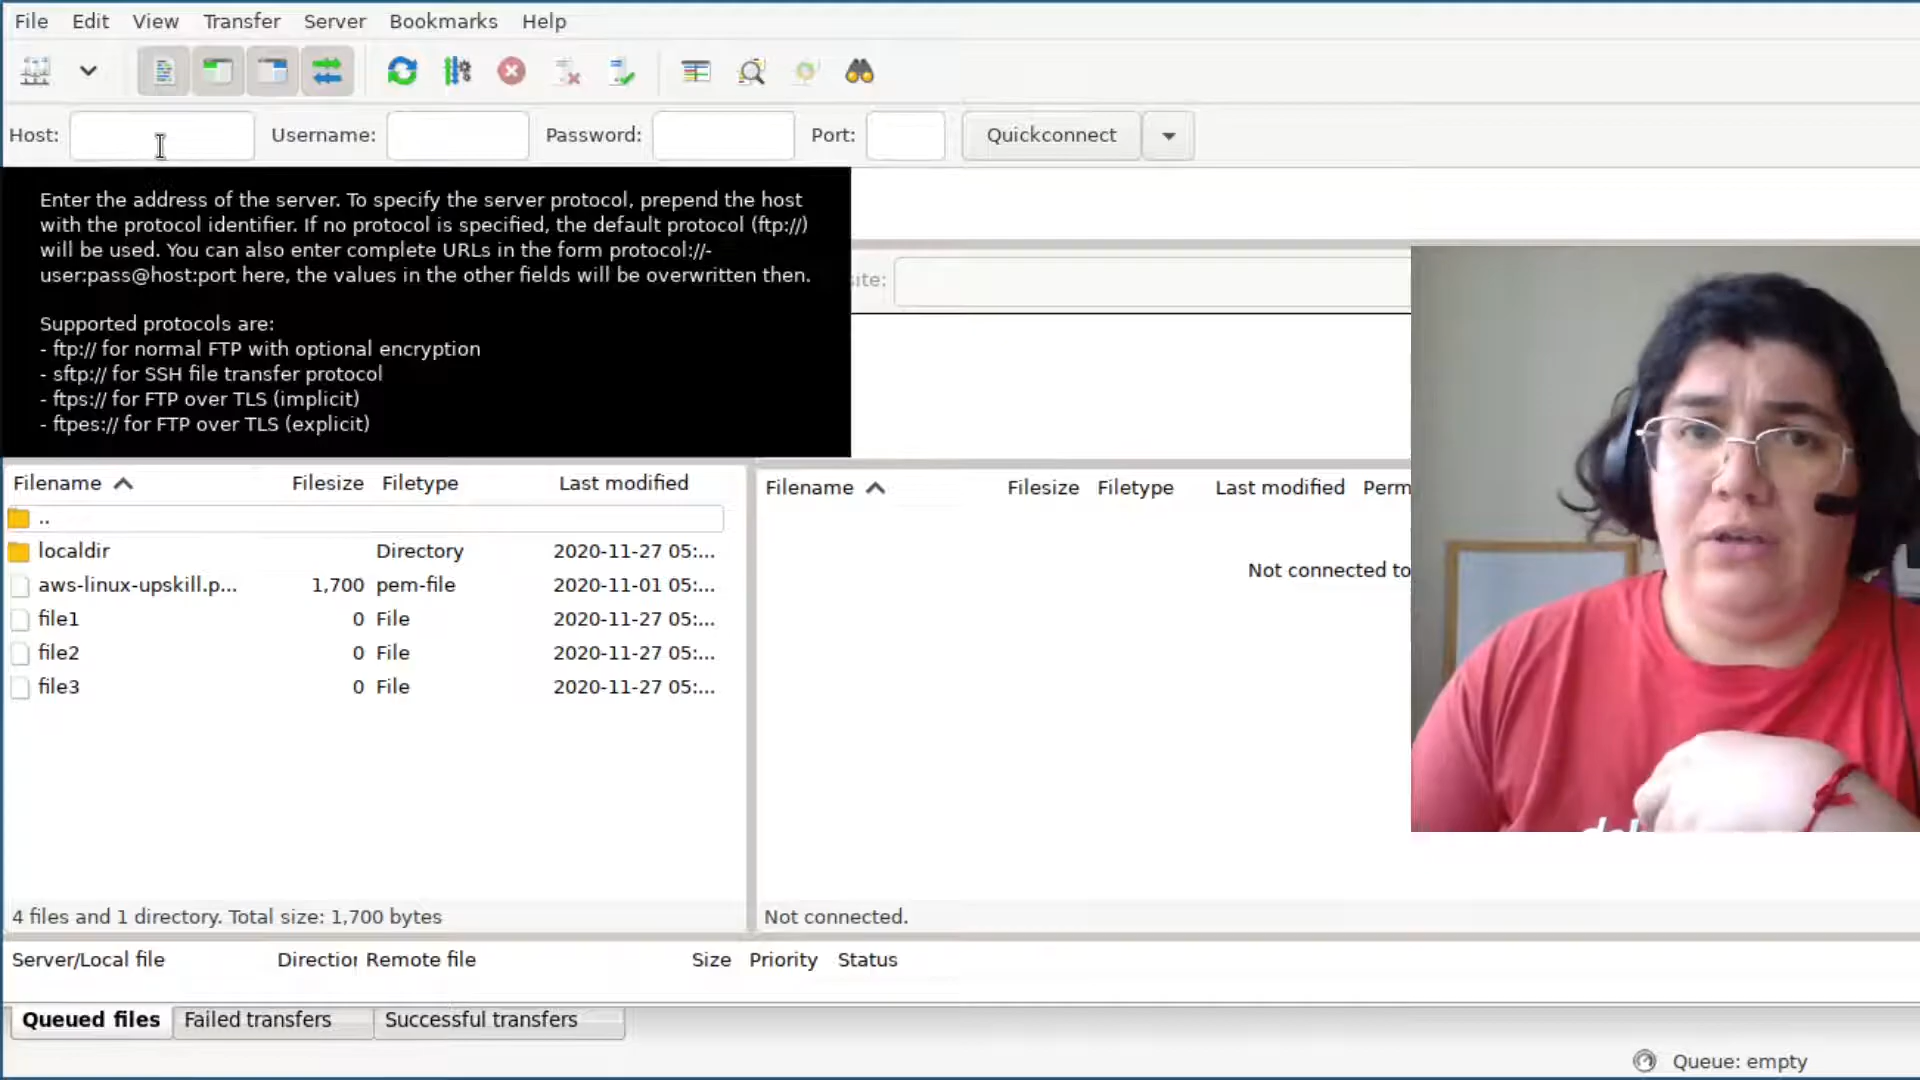 File Edit View Transfer Server Bookmarks Help
Host: Username: Password: Port: Quickconnect
Enter the address of the server. To specify the server protocol, prepend the host
with the protocol identifier. If no protocol is specified, the default protocol (ftp://)
will be used. You can also enter complete URLs in the form protocol://-
user:pass@host:port here, the values in the other fields will be overwritten then.
Supported protocols are:
- ftp:// for normal FTP with optional encryption
- sftp:// for SSH file transfer protocol
- ftps:// for FTP over TLS (implicit)
- ftpes:// for FTP over TLS (explicit)
ite:
Filename Filesize Filetype Last modified
..
localdir Directory 2020-11-27 05:...
aws-linux-upskill.p... 1,700 pem-file 2020-11-01 05:...
file1 0 File 2020-11-27 05:...
file2 0 File 2020-11-27 05:...
file3 0 File 2020-11-27 05:...
4 files and 1 directory. Total size: 1,700 bytes
Filename Filesize Filetype Last modified Perm
Not connected to
Not connected.
Server/Local file Direction Remote file Size Priority Status
Queued files Failed transfers Successful transfers
Queue: empty